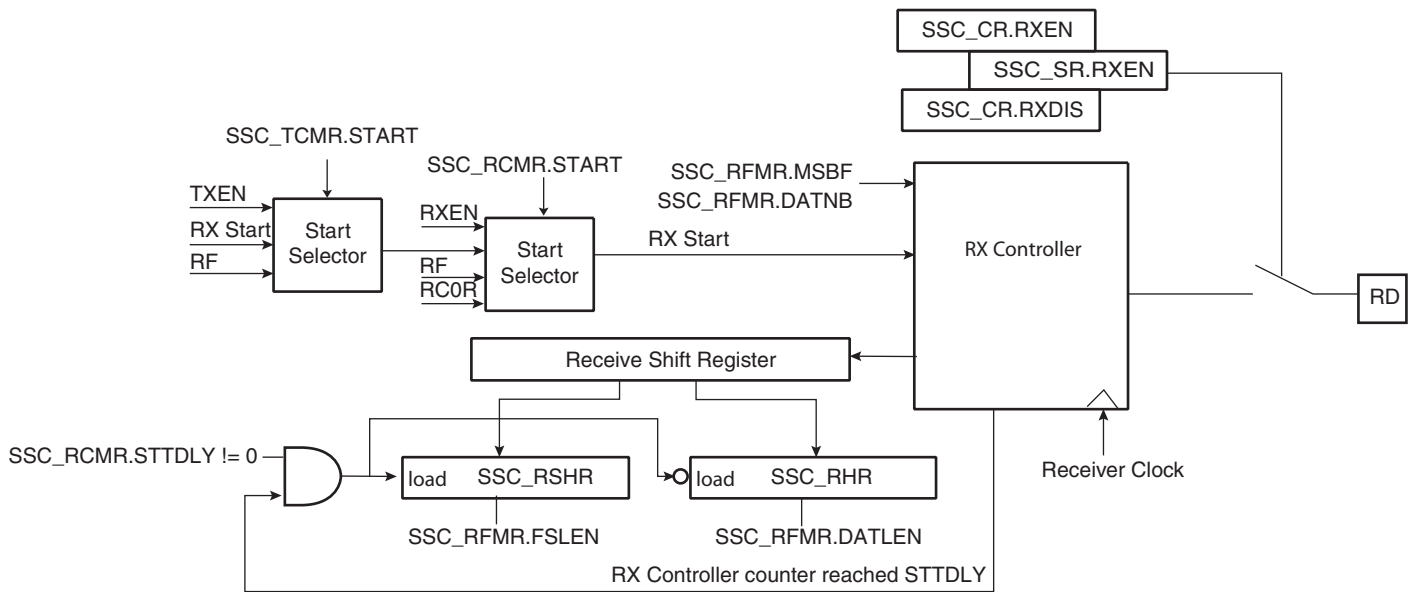 SSC_CR.RXEN
SSC_SR.RXEN
SSC_CR.RXDIS
SSC_TCMR.START
SSC_RCMR.START
SSC_RFMR.MSBF
SSC_RFMR.DATNB
TXEN
RX Start
RF
Start
Selector
RXEN
RF
RC0R
Start
Selector
RX Start
RX Controller
RD
Receive Shift Register
SSC_RCMR.STTDLY != 0
load
SSC_RSHR
load
SSC_RHR
Receiver Clock
SSC_RFMR.FSLEN
SSC_RFMR.DATLEN
RX Controller counter reached STTDLY